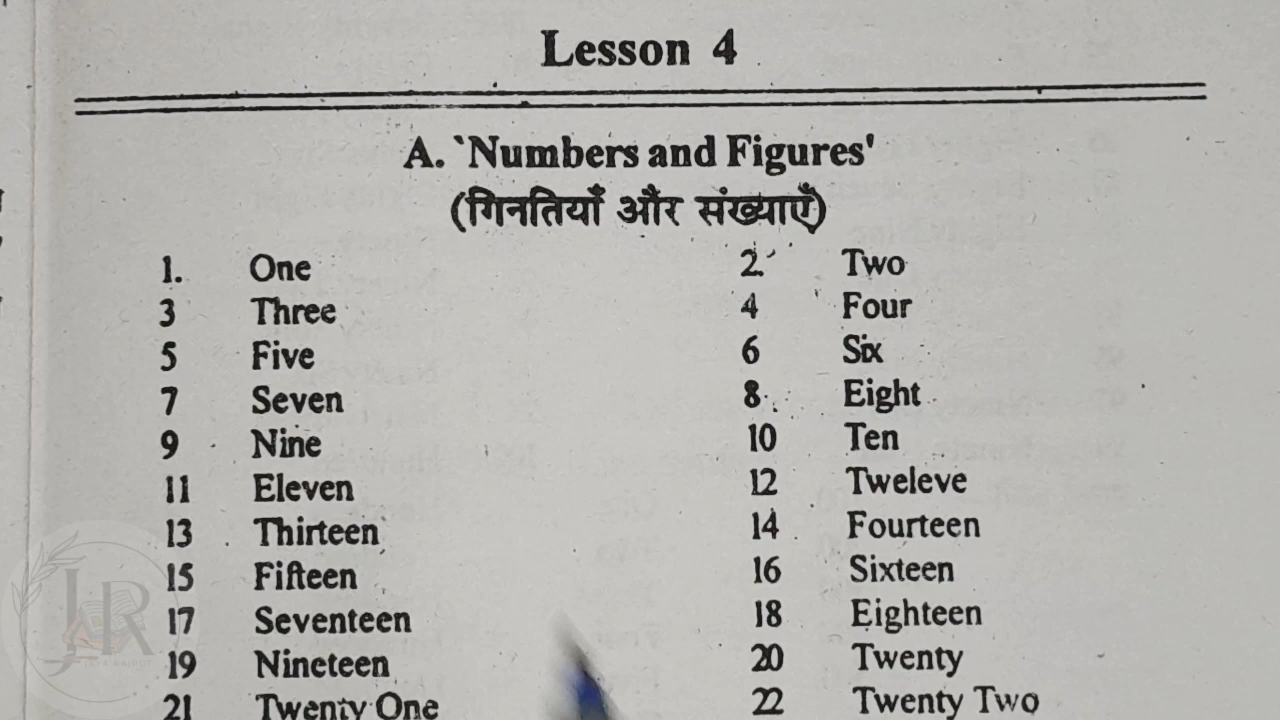 Lesson 4
A. `Numbers and Figures'
(गिनतियाँ और संख्याएँ)
1. One 2. Two
3 Three 4 Four
5 Five 6 Six
7 Seven 8 Eight
9 Nine 10 Ten
11 Eleven 12 Tweleve
13 Thirteen 14 Fourteen
15 Fifteen 16 Sixteen
17 Seventeen 18 Eighteen
19 Nineteen 20 Twenty
21 Twenty One 22 Twenty Two
JR